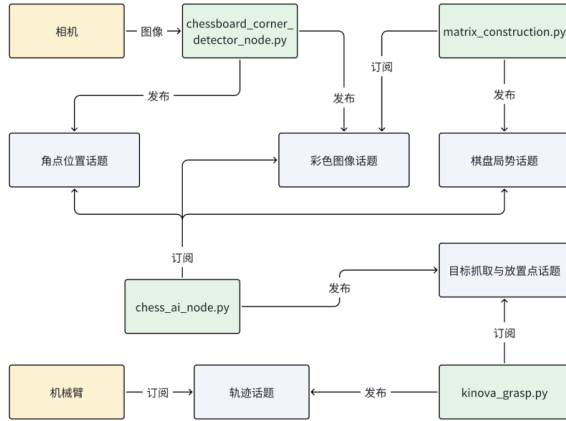 相机
图像
chessboard_corner_
detector_node.py
matrix_construction.py
订阅
发布
发布
发布
角点位置话题
彩色图像话题
棋盘局势话题
订阅
目标抓取与放置点话题
发布
chess_ai_node.py
订阅
机械臂
订阅
轨迹话题
发布
kinova_grasp.py